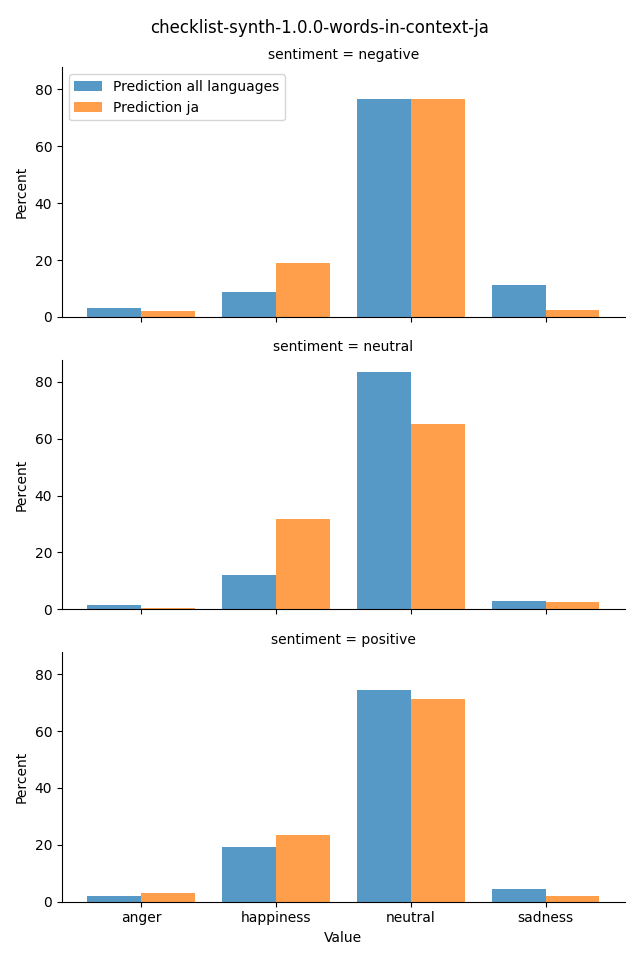 checklist-synth-1.0.0-words-in-context-ja
sentiment = negative
Prediction all languages
Prediction ja
80
60
40
20
0
Percent
sentiment = neutral
80
60
40
20
0
Percent
sentiment = positive
80
60
40
20
0
Percent
anger happiness neutral sadness
Value